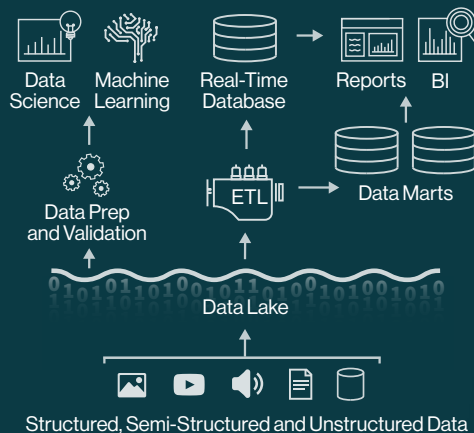 Data
Science
Machine
Learning
Real-Time
Database
Reports
BI
ETL
Data Marts
Data Prep
and Validation
Data Lake
Structured, Semi-Structured and Unstructured Data